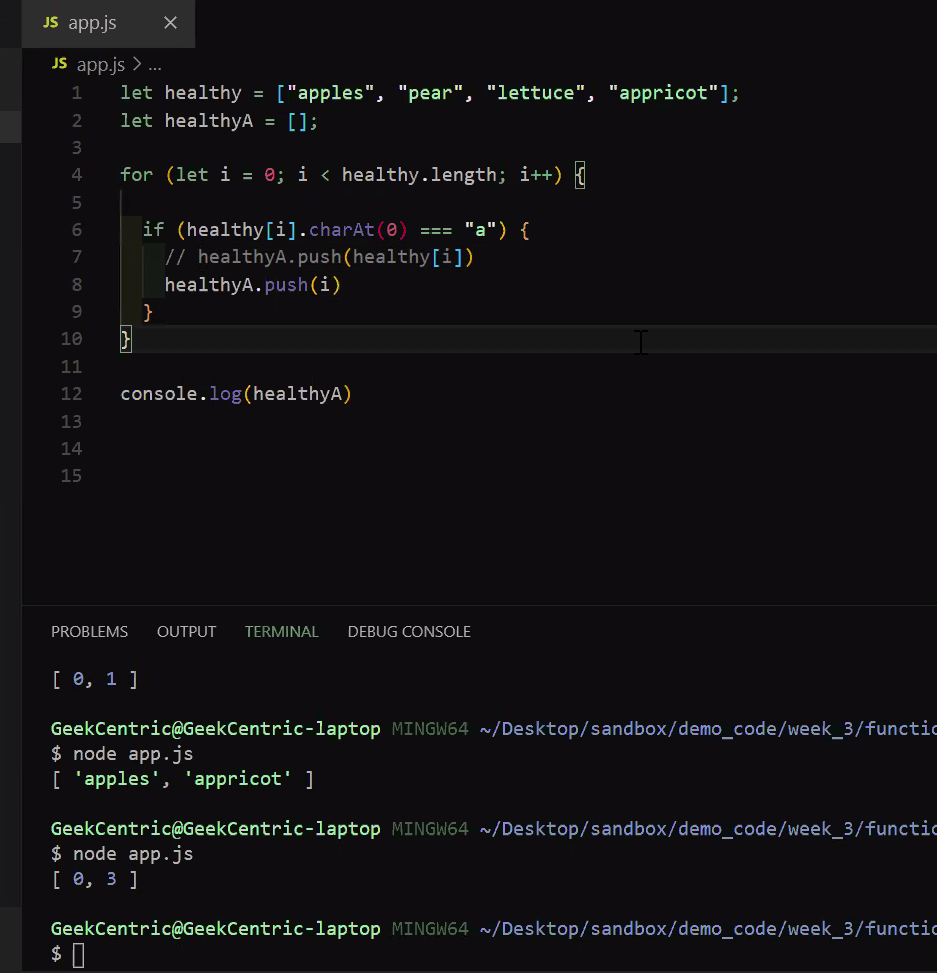 JS app.js ×
JS app.js > ...
1 let healthy = ["apples", "pear", "lettuce", "appricot"];
2 let healthyA = [];
3
4 for (let i = 0; i < healthy.length; i++) {
5
6 if (healthy[i].charAt(0) === "a") {
7 // healthyA.push(healthy[i])
8 healthyA.push(i)
9 }
10 }
11
12 console.log(healthyA)
13
14
15
PROBLEMS OUTPUT TERMINAL DEBUG CONSOLE
[ 0, 1 ]
GeekCentric@GeekCentric-laptop MINGW64 ~/Desktop/sandbox/demo_code/week_3/functio
$ node app.js
[ 'apples', 'appricot' ]
GeekCentric@GeekCentric-laptop MINGW64 ~/Desktop/sandbox/demo_code/week_3/functio
$ node app.js
[ 0, 3 ]
GeekCentric@GeekCentric-laptop MINGW64 ~/Desktop/sandbox/demo_code/week_3/functio
$